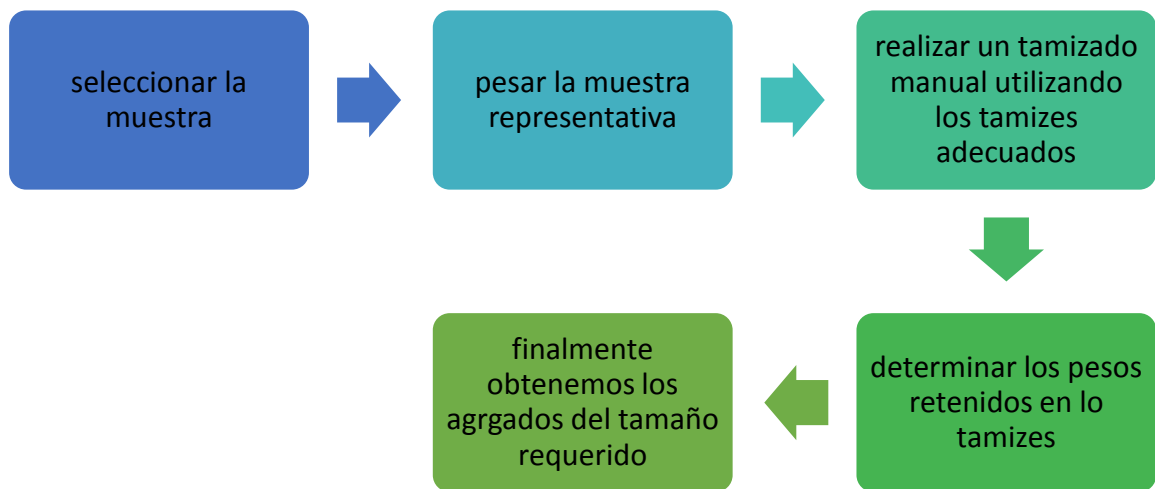 seleccionar la
muestra
pesar la muestra
representativa
realizar un tamizado
manual utilizando
los tamizes
adecuados
determinar los pesos
retenidos en lo
tamizes
finalmente
obtenemos los
agrgados del tamaño
requerido